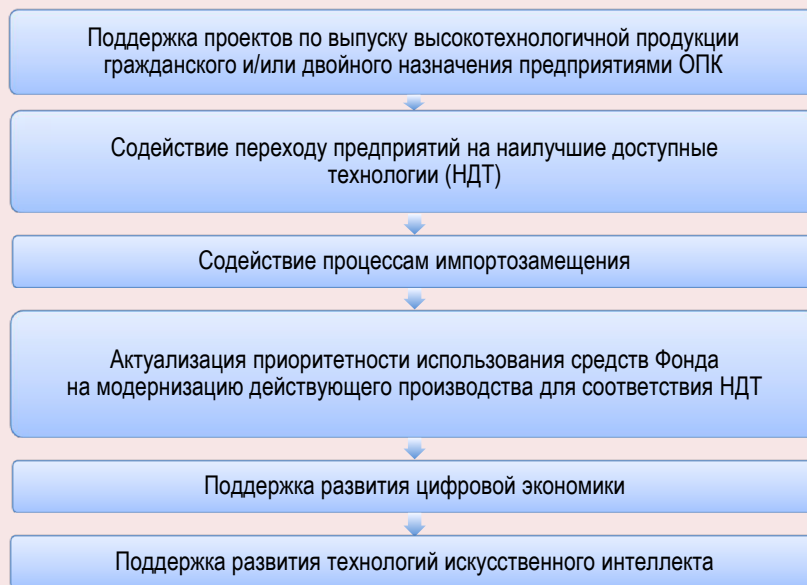 Поддержка проектов по выпуску высокотехнологичной продукции
гражданского и/или двойного назначения предприятиями ОПК
Содействие переходу предприятий на наилучшие доступные
технологии (НДТ)
Содействие процессам импортозамещения
Актуализация приоритетности использования средств Фонда
на модернизацию действующего производства для соответствия НДТ
Поддержка развития цифровой экономики
Поддержка развития технологий искусственного интеллекта